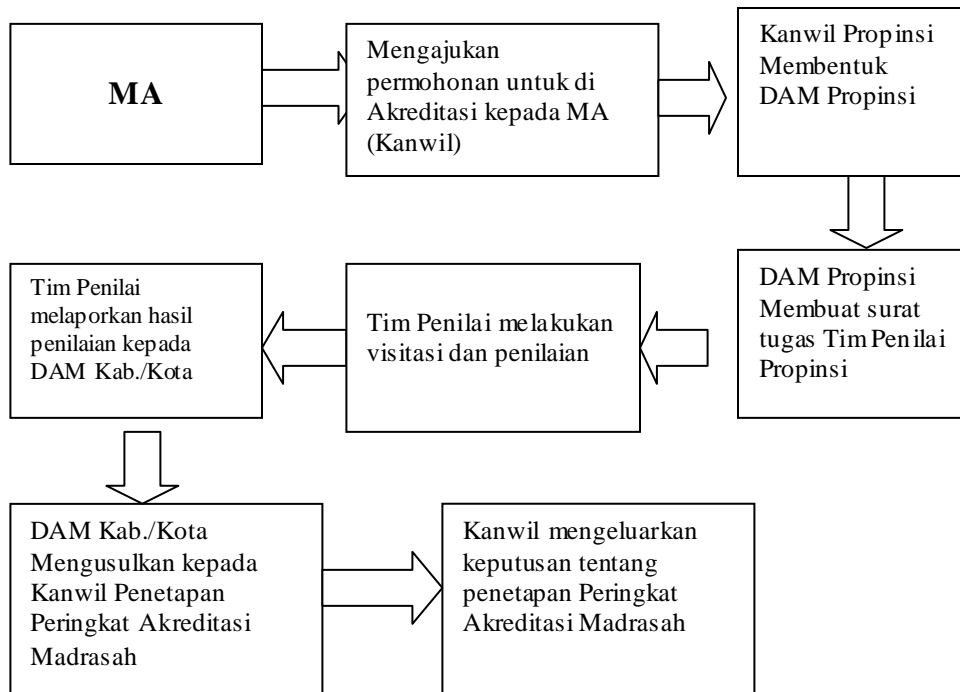 MA
Mengajukan
permohonan untuk di
Akreditasi kepada MA
(Kanwil)
Kanwil Propinsi
Membentuk
DAM Propinsi
DAM Propinsi
Membuat surat
tugas Tim Penilai
Propinsi
Tim Penilai melakukan
visitasi dan penilaian
Tim Penilai
melaporkan hasil
penilaian kepada
DAM Kab./Kota
DAM Kab./Kota
Mengusulkan kepada
Kanwil Penetapan
Peringkat Akreditasi
Madrasah
Kanwil mengeluarkan
keputusan tentang
penetapan Peringkat
Akreditasi Madrasah